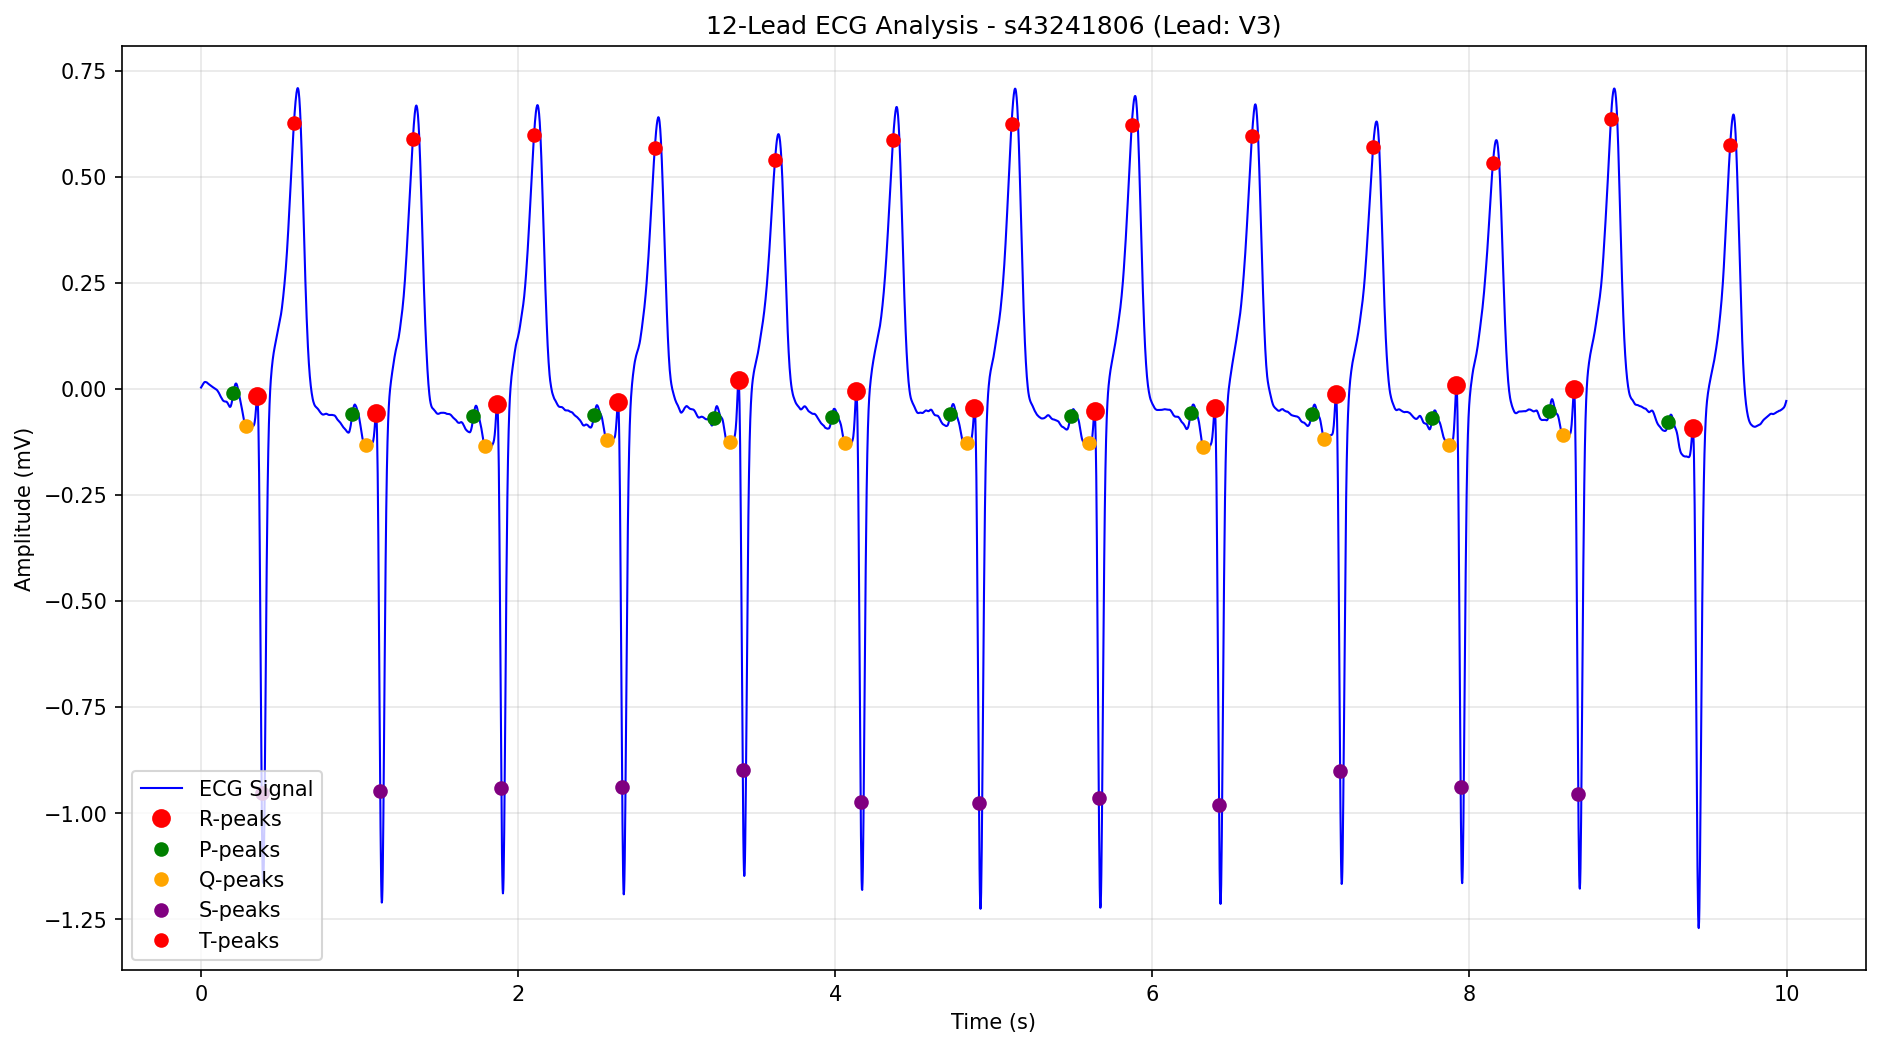 12-Lead ECG Analysis - s43241806 (Lead: V3)
0.75
0.50
0.25
0.00
−0.25
−0.50
−0.75
−1.00
−1.25
Amplitude (mV)
ECG Signal
R-peaks
P-peaks
Q-peaks
S-peaks
T-peaks
0 2 4 6 8 10
Time (s)